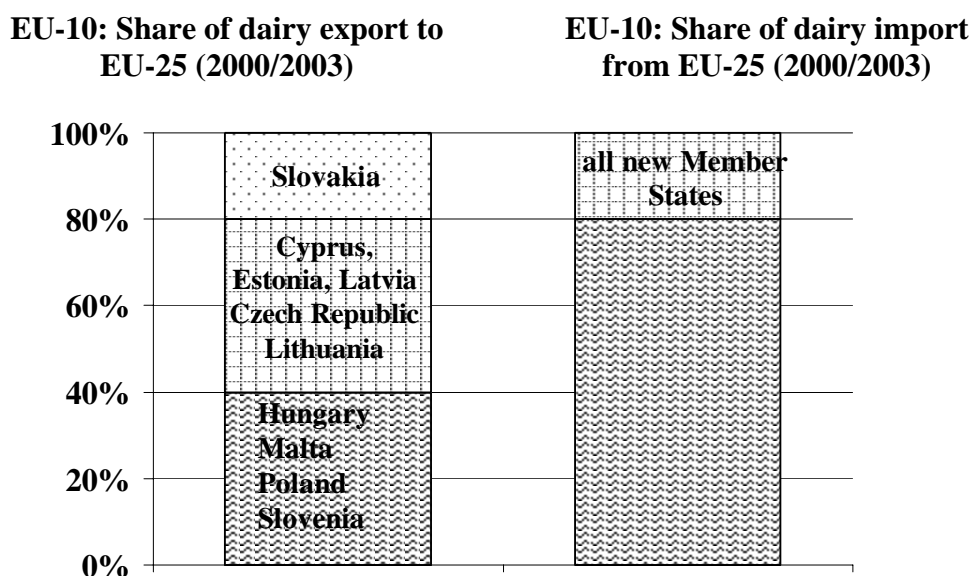 EU-10: Share of dairy export to
EU-25 (2000/2003)
EU-10: Share of dairy import
from EU-25 (2000/2003)
100%
80%
60%
40%
20%
0%
Slovakia
Cyprus,
Estonia, Latvia
Czech Republic
Lithuania
Hungary
Malta
Poland
Slovenia
all new Member
States